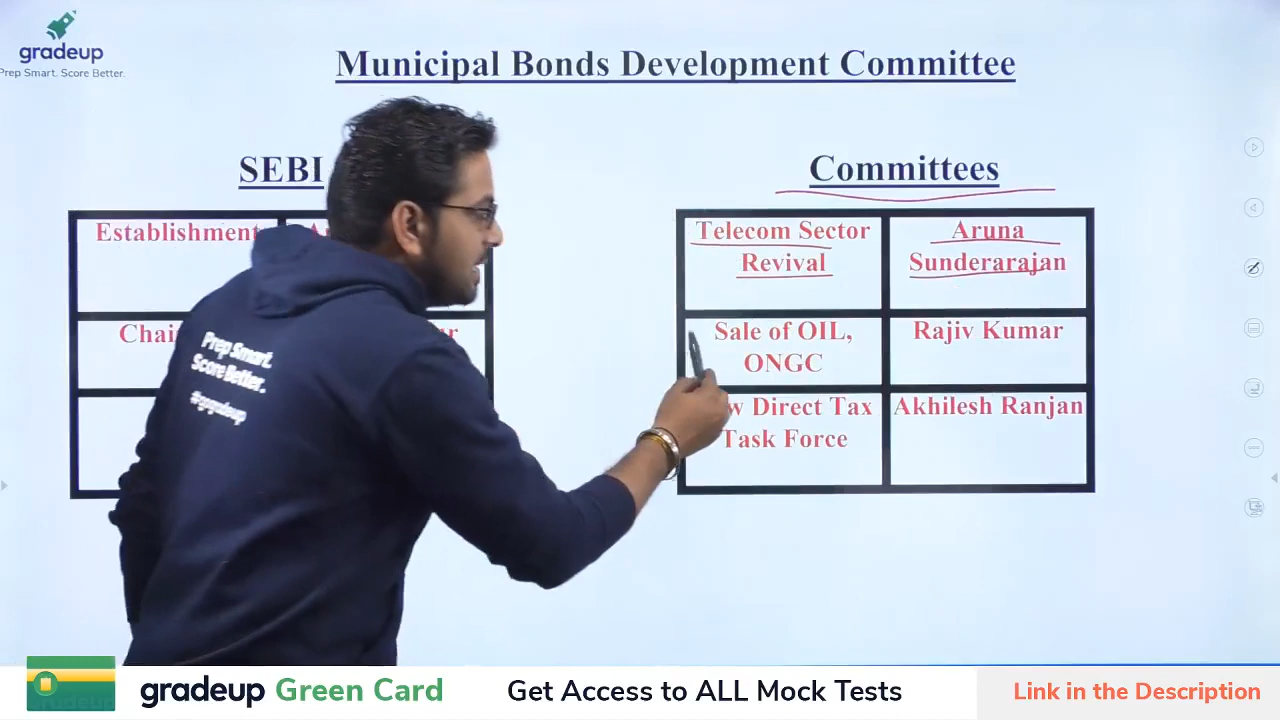 gradeup
Prep Smart. Score Better.
Municipal Bonds Development Committee
SEBI
Establishment
Committees
Telecom Sector
Revival
Aruna
Sunderarajan
Sale of OIL,
ONGC
Rajiv Kumar
Direct Tax
Task Force
Akhilesh Ranjan
Prep Smart.
Score Better.
gradeup Green Card
Get Access to ALL Mock Tests
Link in the Description